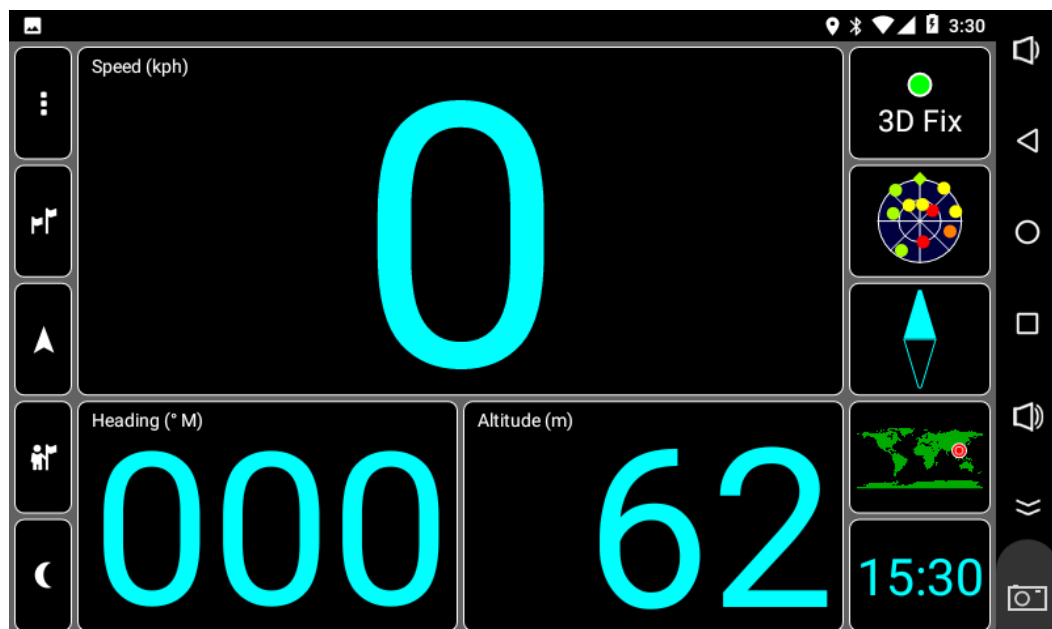 3:30
Speed (kph)
0
3D Fix
Heading (° M)
000
Altitude (m)
62
15:30